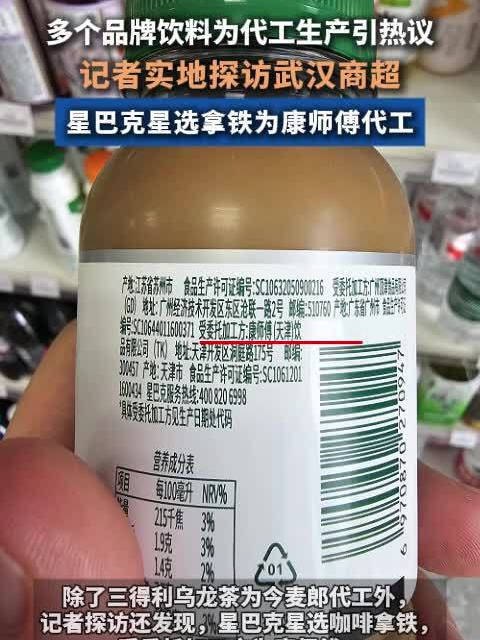 多个品牌饮料为代工生产引热议
记者实地探访武汉商超
星巴克星选拿铁为康师傅代工
产地:江苏省苏州市 食品生产许可证编号:SC10632050900216 受委托加工方:广州顶津食品有限公司
(GD) 地址:广州经济技术开发区东区沧联一路2号 邮编:510760 产地:广东省广州市 食品生产许可证
编号:SC10644011600371 受委托加工方:康师傅(天津)饮
品有限公司 (TK) 地址:天津开发区洞庭路175号 邮编:
300457 产地:天津市 食品生产许可证编号:SC1061201
1600434 星巴克服务热线:400 820 6998
*具体受委托加工方见生产日期处代码
营养成分表
项目 每100毫升 NRV%
215千焦 3%
1.9克 3%
1.4克 2%
6 970870 270947
01
除了三得利乌龙茶为今麦郎代工外,
记者探访还发现,星巴克星选咖啡拿铁,